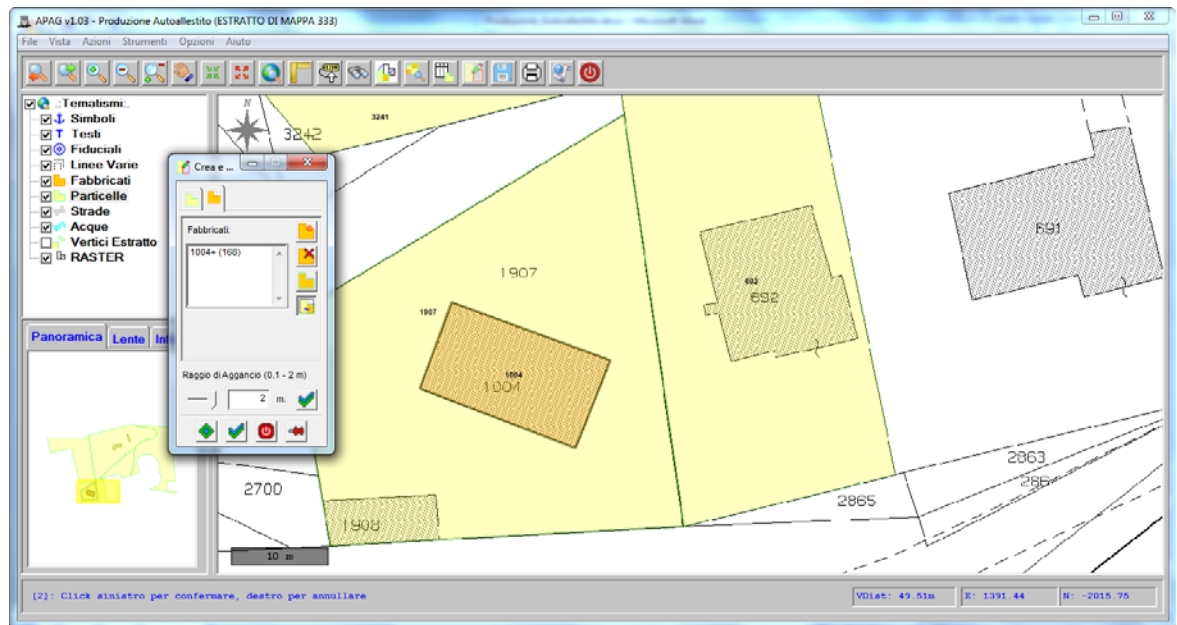 APAG v1.03 - Produzione Autoallestito (ESTRATTO DI MAPPA 333)
File Vista Azioni Strumenti Opzioni Aiuto
.:Tematismi:.
Simboli
T Testi
Fiduciali
Linee Varie
Fabbricati
Particelle
Strade
Acque
Vertici Estratto
RASTER
Panoramica Lente
Crea e ...
Fabbricati:
1004+ (168)
Raggio di Aggancio (0.1 - 2 m)
2 m.
N
3242
3241
1907
1907
1004
1004
692
692
691
2700
1908
2865
2863
10 m
[2]: Click sinistro per confermare, destro per annullare
VDist: 49.51m E: 1391.44 N: -2015.75